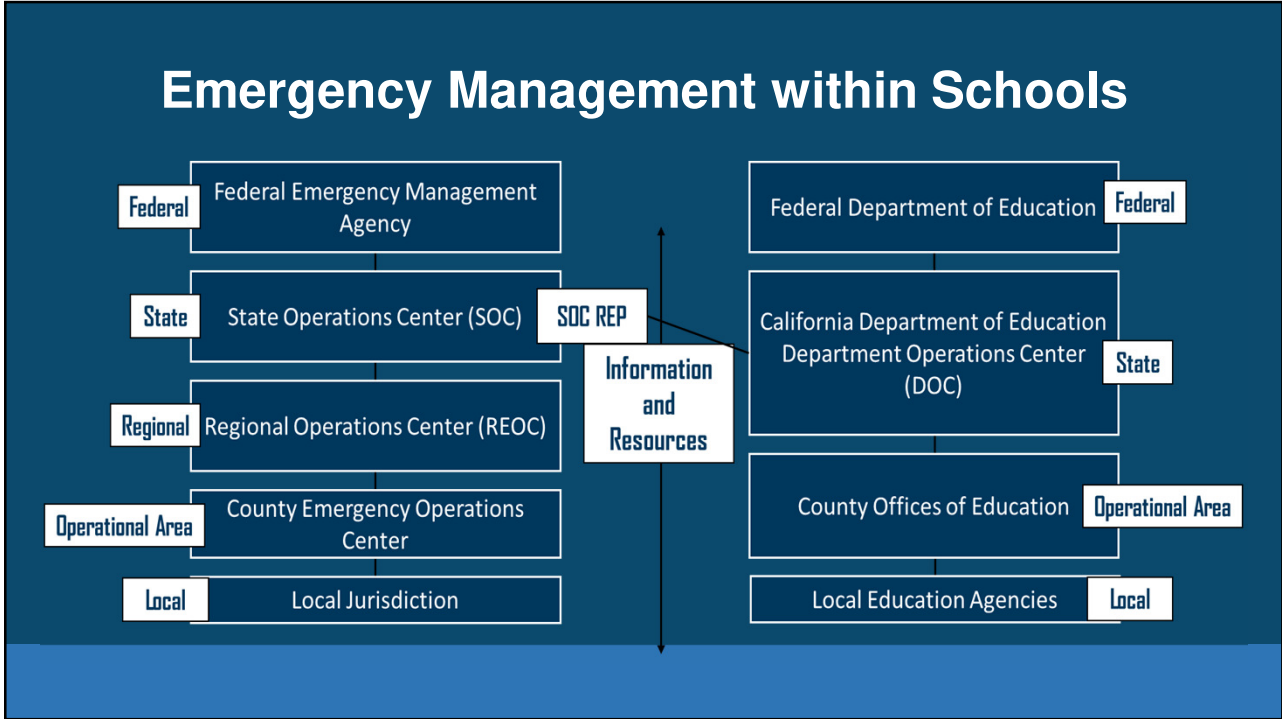 Emergency Management within Schools
Federal
Federal Emergency Management
Agency
State
State Operations Center (SOC)
SOC REP
Regional
Regional Operations Center (REOC)
Operational Area
County Emergency Operations
Center
Local
Local Jurisdiction
Information
and
Resources
Federal Department of Education
Federal
California Department of Education
Department Operations Center
(DOC)
State
County Offices of Education
Operational Area
Local Education Agencies
Local